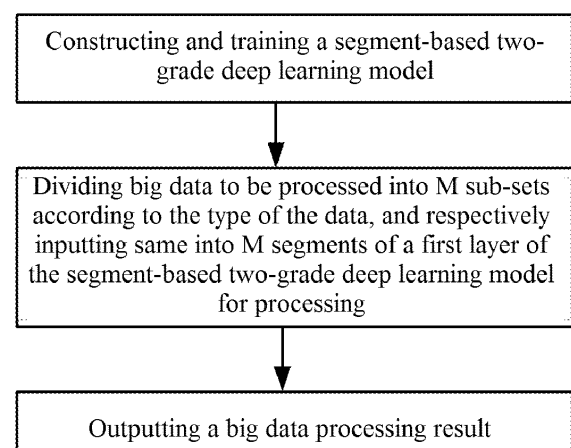 Constructing and training a segment-based two-
grade deep learning model
Dividing big data to be processed into M sub-sets
according to the type of the data, and respectively
inputting same into M segments of a first layer of
the segment-based two-grade deep learning model
for processing
Outputting a big data processing result